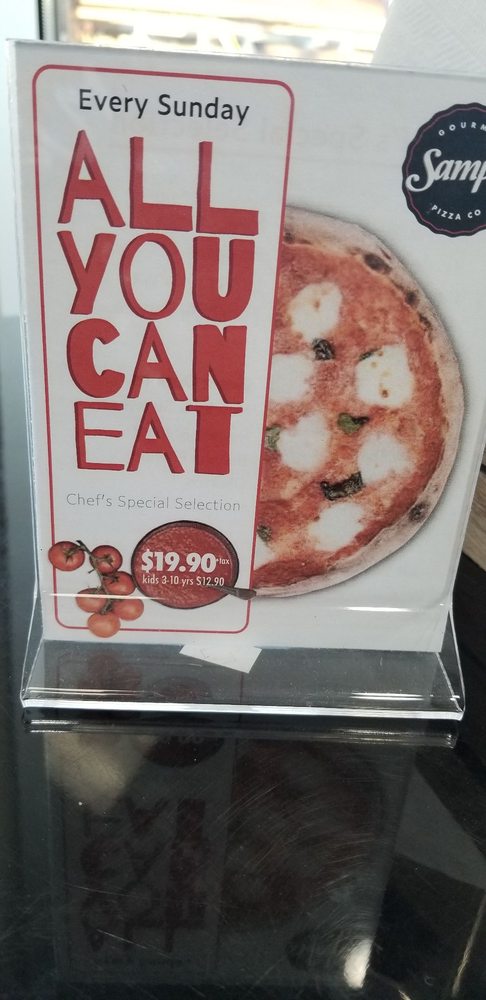 Every Sunday
ALL
YOU
CAN
EAT
Chef's Special Selection
$19.90+tax
kids 3-10 yrs $12.90
PIZZA CO